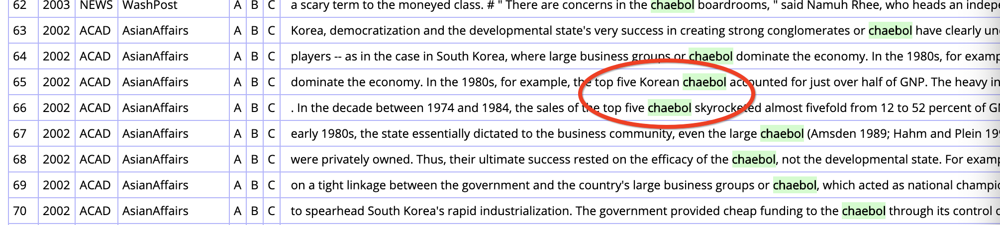 62 2003 NEWS WashPost A B C a scary term to the moneyed class. # " There are concerns in the chaebol boardrooms, " said Namuh Rhee, who heads an
63 2002 ACAD AsianAffairs A B C Korea, democratization and the developmental state's very success in creating strong conglomerates or chaebol have clearly
64 2002 ACAD AsianAffairs A B C players -- as in the case in South Korea, where large business groups or chaebol dominate the economy. In the 1980s, for
65 2002 ACAD AsianAffairs A B C dominate the economy. In the 1980s, for example, the top five Korean chaebol accounted for just over half of GNP. The heavy
66 2002 ACAD AsianAffairs A B C . In the decade between 1974 and 1984, the sales of the top five chaebol skyrocketed almost fivefold from 12 to 52 percent of
67 2002 ACAD AsianAffairs A B C early 1980s, the state essentially dictated to the business community, even the large chaebol (Amsden 1989; Hahm and Plein
68 2002 ACAD AsianAffairs A B C were privately owned. Thus, their ultimate success rested on the efficacy of the chaebol, not the developmental state. For
69 2002 ACAD AsianAffairs A B C on a tight linkage between the government and the country's large business groups or chaebol, which acted as national
70 2002 ACAD AsianAffairs A B C to spearhead South Korea's rapid industrialization. The government provided cheap funding to the chaebol through its control